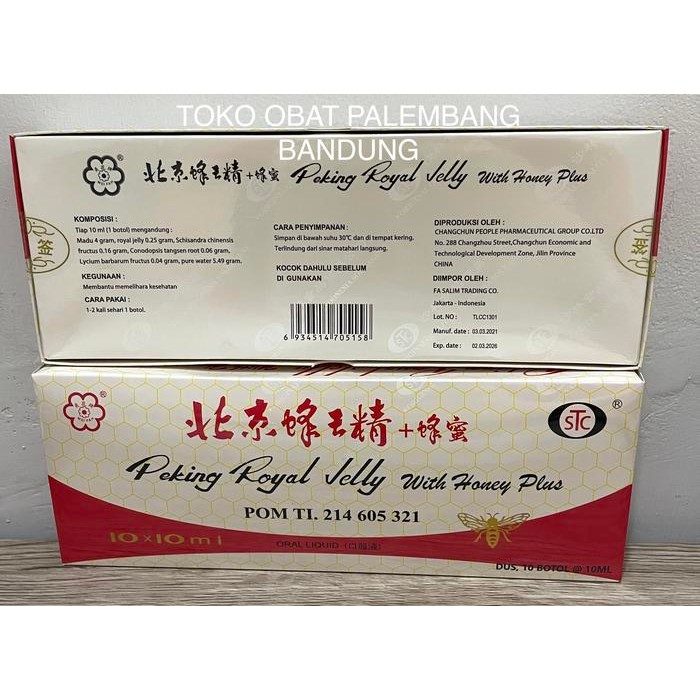 TOKO OBAT PALEMBANG
BANDUNG
北京蜂王精+蜂蜜 Peking Royal Jelly With Honey Plus
KOMPOSISI :
Tiap 10 ml (1 botol) mengandung :
Madu 4 gram, royal jelly 0.25 gram, Schisandra chinensis
fructus 0.16 gram, Conodopsis tangsen root 0.06 gram,
Lycium barbarum fructus 0.04 gram, pure water 5.49 gram.
KEGUNAAN :
Membantu memelihara kesehatan
CARA PAKAI :
1-2 kali sehari 1 botol.
CARA PENYIMPANAN :
Simpan di bawah suhu 30℃ dan di tempat kering.
Terlindung dari sinar matahari langsung.
KOCOK DAHULU SEBELUM
DI GUNAKAN
6 934514 705158
DIPRODUKSI OLEH :
CHANGCHUN PEOPLE PHARMACEUTICAL GROUP CO.LTD
No. 288 Changzhou Street,Changchun Economic and
Technological Development Zone, Jilin Province
CHINA
DIIMPOR OLEH :
FA SALIM TRADING CO.
Jakarta - Indonesia
Lot. NO : TLCC1301
Manuf. date : 03.03.2021
Exp. date : 02.03.2026
STC ®
北京蜂王精+蜂蜜
Peking Royal Jelly With Honey Plus
POM TI. 214 605 321
10×10ml
ORAL LIQUID (口服液)
DUS, 10 BOTOL @ 10ML